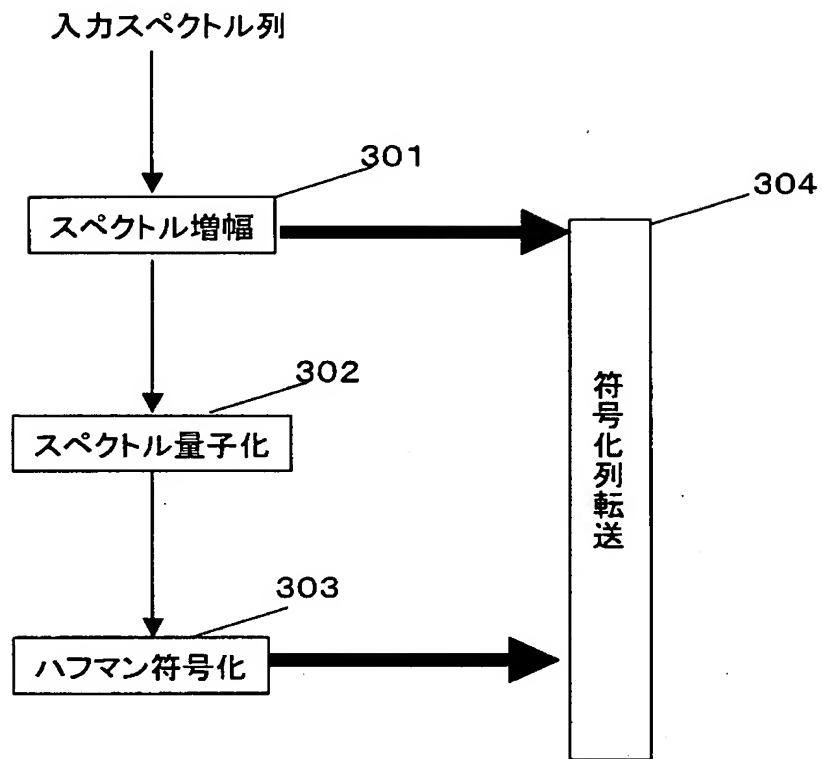 入力スペクトル列
301
304
スペクトル増幅
302
スペクトル量子化
符号化列転送
303
ハフマン符号化